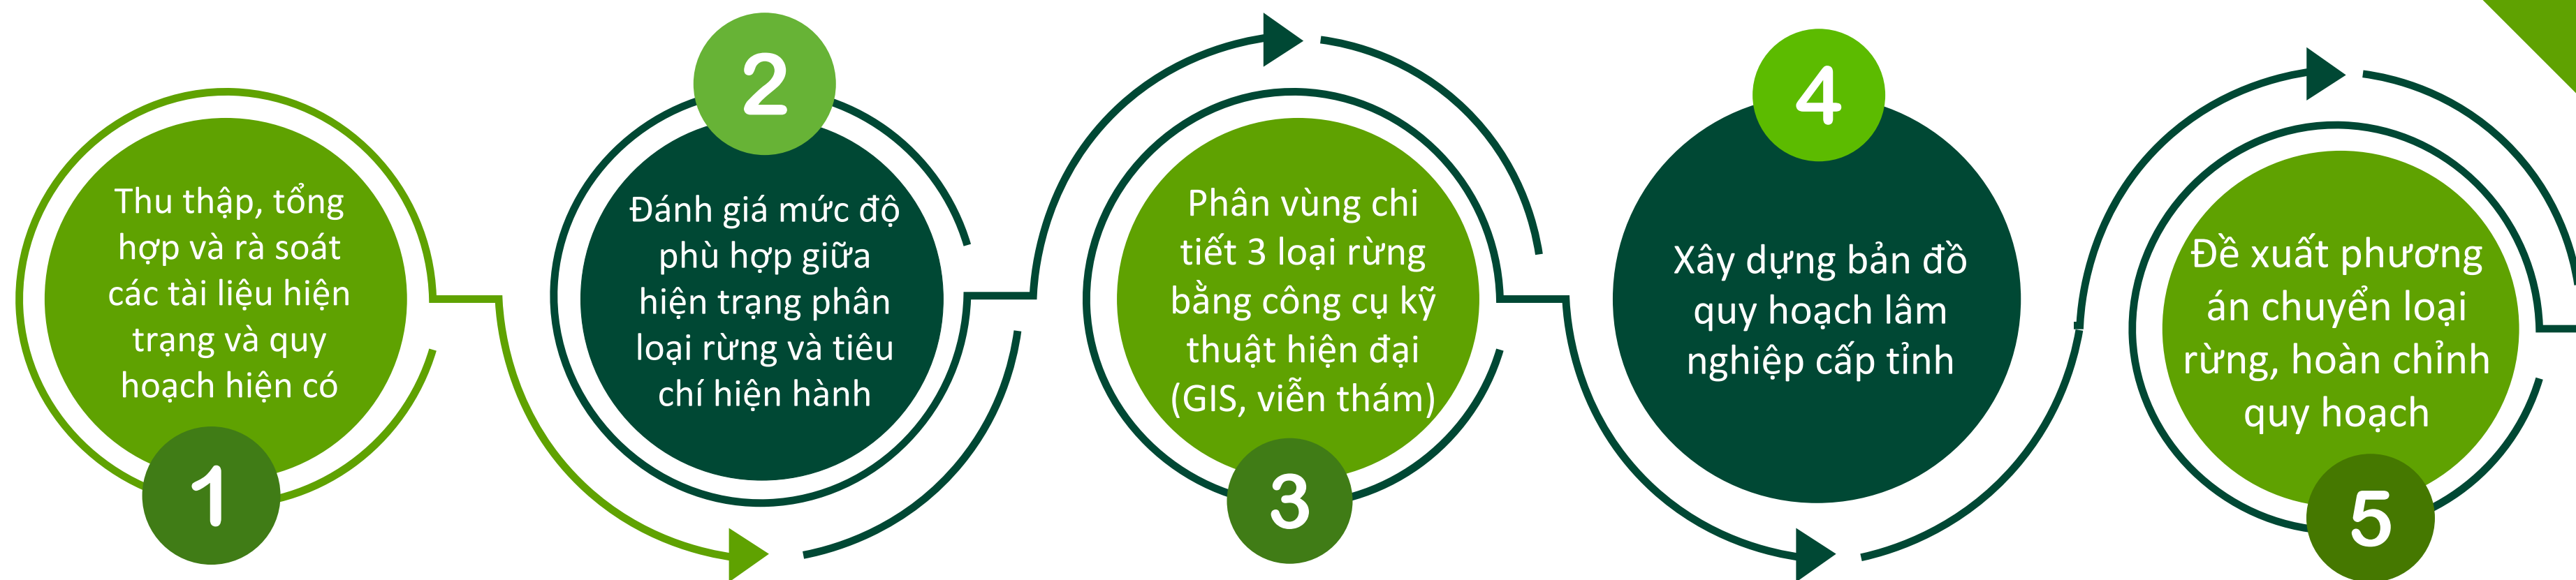 Thu thập, tổng
hợp và rà soát
các tài liệu hiện
trạng và quy
hoạch hiện có
1
2
Đánh giá mức độ
phù hợp giữa
hiện trạng phân
loại rừng và tiêu
chí hiện hành
Phân vùng chi
tiết 3 loại rừng
bằng công cụ kỹ
thuật hiện đại
(GIS, viễn thám)
3
4
Xây dựng bản đồ
quy hoạch lâm
nghiệp cấp tỉnh
Đề xuất phương
án chuyển loại
rừng, hoàn chỉnh
quy hoạch
5